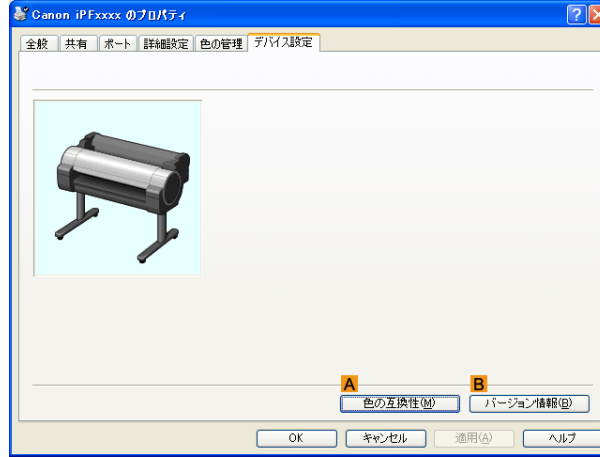 Canon iPFxxxx のプロパティ
全般 共有 ポート 詳細設定 色の管理 デバイス設定
A B
色の互換性(M) バージョン情報(B)
OK キャンセル 適用(A) ヘルプ